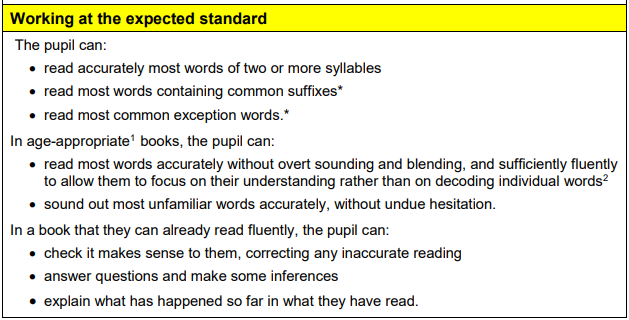 Working at the expected standard
The pupil can:
• read accurately most words of two or more syllables
• read most words containing common suffixes*
• read most common exception words.*
In age-appropriate¹ books, the pupil can:
• read most words accurately without overt sounding and blending, and sufficiently fluently
to allow them to focus on their understanding rather than on decoding individual words²
• sound out most unfamiliar words accurately, without undue hesitation.
In a book that they can already read fluently, the pupil can:
• check it makes sense to them, correcting any inaccurate reading
• answer questions and make some inferences
• explain what has happened so far in what they have read.